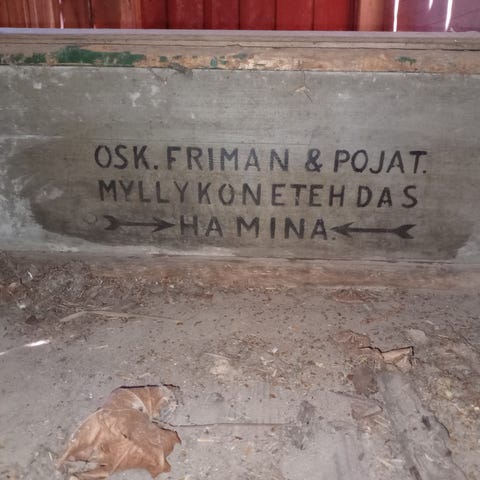 OSK. FRIMAN & POJAT.
MYLLYKONETEHDAS
HAMINA.